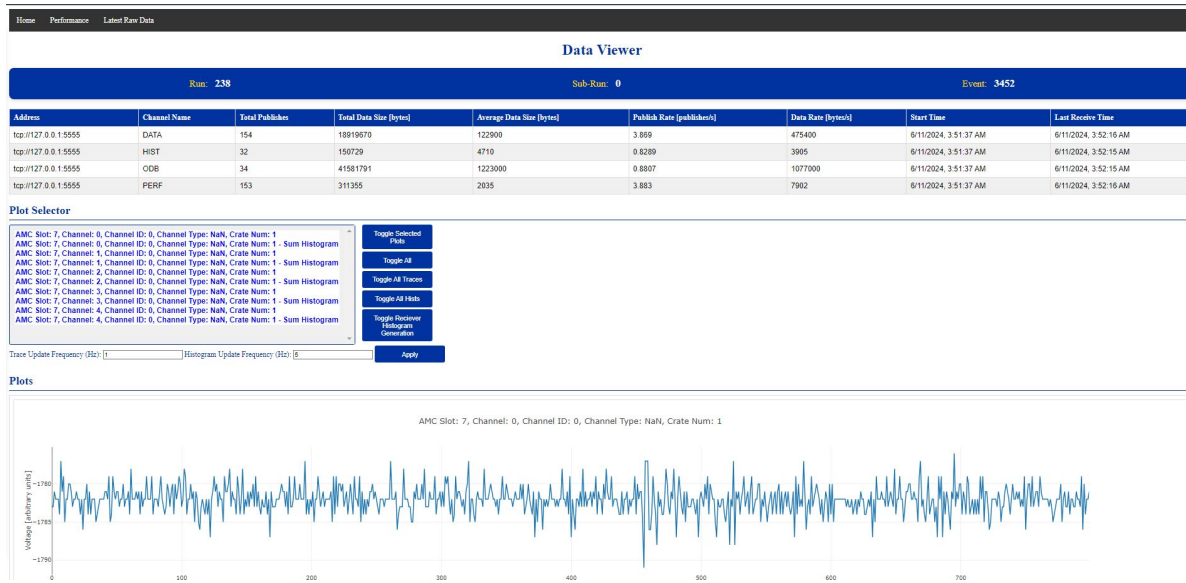 Home Performance Latest Raw Data
Data Viewer
Run: 238 Sub-Run: 0 Event: 3452
Address Channel Name Total Publishes Total Data Size [bytes] Average Data Size [bytes] Publish Rate [publishes/s] Data Rate [bytes/s] Start Time Last Receive Time
tcp://127.0.0.1:5555 DATA 154 18919670 122900 3.869 475400 6/11/2024, 3:51:37 AM 6/11/2024, 3:52:16 AM
tcp://127.0.0.1:5555 HIST 32 150729 4710 0.8289 3905 6/11/2024, 3:51:37 AM 6/11/2024, 3:52:15 AM
tcp://127.0.0.1:5555 ODB 34 41581791 1223000 0.8807 1077000 6/11/2024, 3:51:37 AM 6/11/2024, 3:52:15 AM
tcp://127.0.0.1:5555 PERF 153 311355 2035 3.883 7902 6/11/2024, 3:51:37 AM 6/11/2024, 3:52:16 AM
Plot Selector
AMC Slot: 7, Channel: 0, Channel ID: 0, Channel Type: NaN, Crate Num: 1
AMC Slot: 7, Channel: 0, Channel ID: 0, Channel Type: NaN, Crate Num: 1 - Sum Histogram
AMC Slot: 7, Channel: 1, Channel ID: 0, Channel Type: NaN, Crate Num: 1
AMC Slot: 7, Channel: 1, Channel ID: 0, Channel Type: NaN, Crate Num: 1 - Sum Histogram
AMC Slot: 7, Channel: 2, Channel ID: 0, Channel Type: NaN, Crate Num: 1
AMC Slot: 7, Channel: 2, Channel ID: 0, Channel Type: NaN, Crate Num: 1 - Sum Histogram
AMC Slot: 7, Channel: 3, Channel ID: 0, Channel Type: NaN, Crate Num: 1
AMC Slot: 7, Channel: 3, Channel ID: 0, Channel Type: NaN, Crate Num: 1 - Sum Histogram
AMC Slot: 7, Channel: 4, Channel ID: 0, Channel Type: NaN, Crate Num: 1
AMC Slot: 7, Channel: 4, Channel ID: 0, Channel Type: NaN, Crate Num: 1 - Sum Histogram
Toggle Selected
Plots
Toggle All
Toggle All Traces
Toggle All Hists
Toggle Reciever
Histogram
Generation
Trace Update Frequency (Hz): 1 Histogram Update Frequency (Hz): 5 Apply
Plots
AMC Slot: 7, Channel: 0, Channel ID: 0, Channel Type: NaN, Crate Num: 1
Voltage [arbitrary units]
−1780
−1785
−1790
0 100 200 300 400 500 600 700